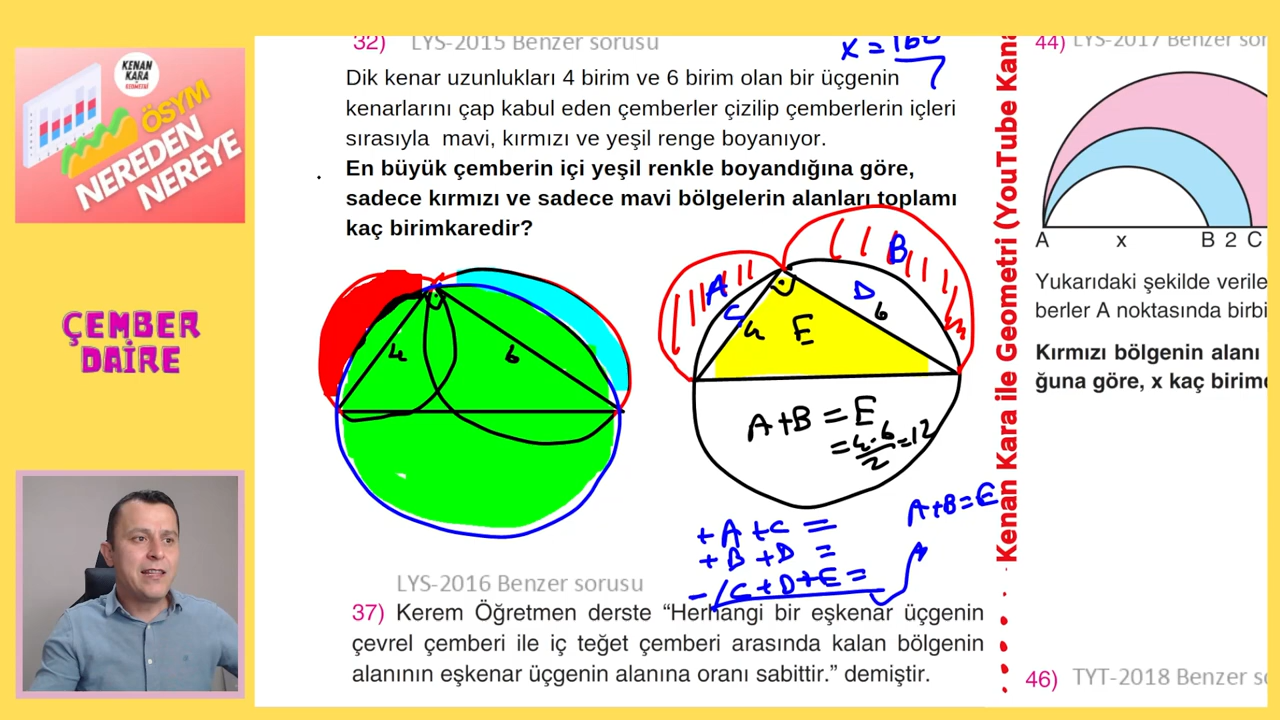 KENAN
KARA
ÖSYM
NEREDEN
NEREYE
ÇEMBER
DAİRE
32) LYS-2015 Benzer sorusu
x =
7
Dik kenar uzunlukları 4 birim ve 6 birim olan bir üçgenin
kenarlarını çap kabul eden çemberler çizilip çemberlerin içleri
sırasıyla mavi, kırmızı ve yeşil renge boyanıyor.
En büyük çemberin içi yeşil renkle boyandığına göre,
sadece kırmızı ve sadece mavi bölgelerin alanları toplamı
kaç birimkaredir?
4
6
A
B
C
D
4
6
E
A+B = E
= 4.6
2
=12
+A +C =
+B +D =
-/C+D+E=
A+B=E
LYS-2016 Benzer sorusu
37) Kerem Öğretmen derste “Herhangi bir eşkenar üçgenin
çevrel çemberi ile iç teğet çemberi arasında kalan bölgenin
alanının eşkenar üçgenin alanına oranı sabittir.” demiştir.
Kenan Kara ile Geometri (YouTube Kana
44) LYS-2017 Benzer sor
A x B 2 C
Yukarıdaki şekilde verile
berler A noktasında birbi
Kırmızı bölgenin alanı
ğuna göre, x kaç birim
46) TYT-2018 Benzer so